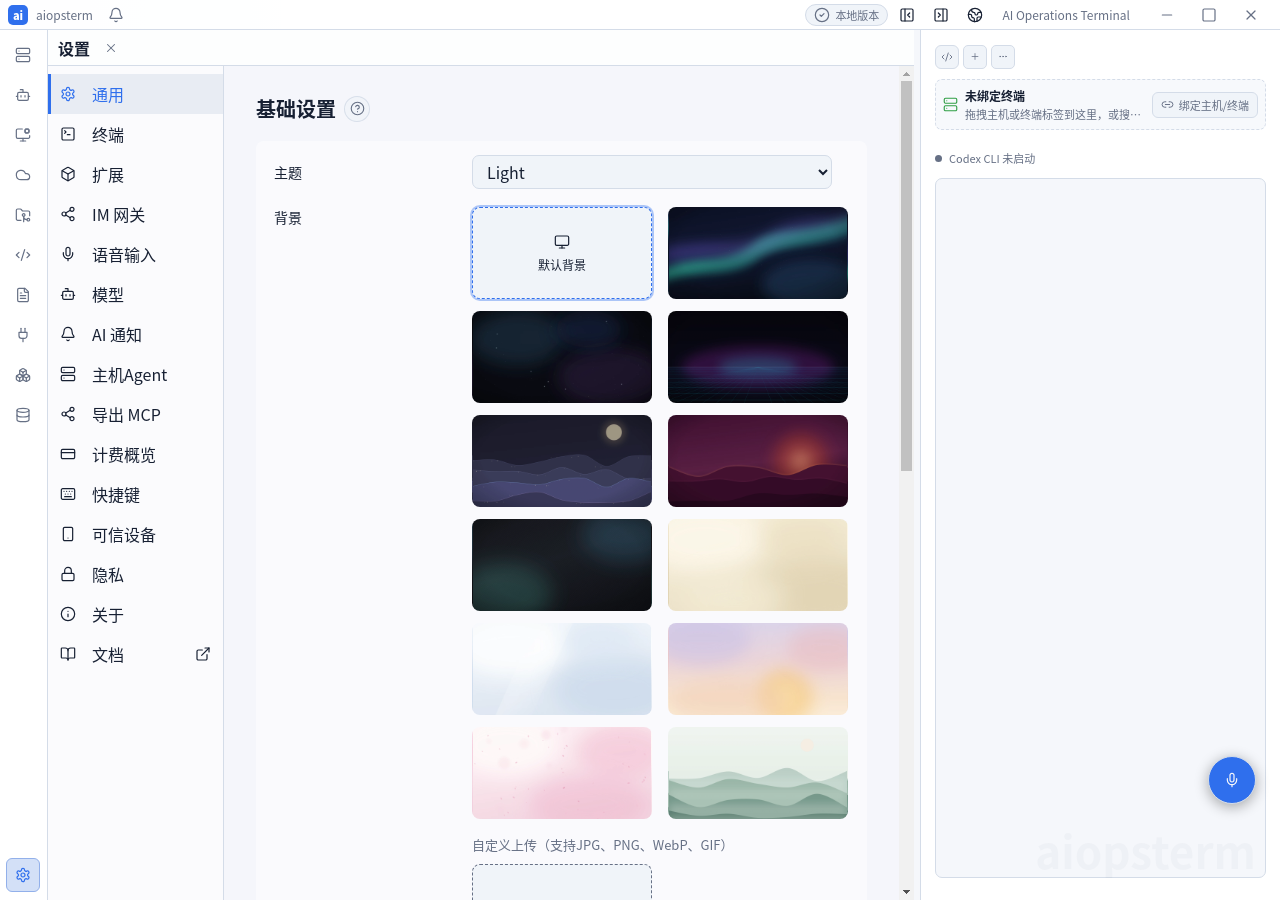 ai aiopsterm 本地版本 AI Operations Terminal
设置
通用
终端
扩展
IM 网关
语音输入
模型
AI 通知
主机Agent
导出 MCP
计费概览
快捷键
可信设备
隐私
关于
文档
基础设置
主题 Light
背景
默认背景
自定义上传（支持JPG、PNG、WebP、GIF）
未绑定终端
拖拽主机或终端标签到这里，或搜…
绑定主机/终端
Codex CLI 未启动
aiopsterm